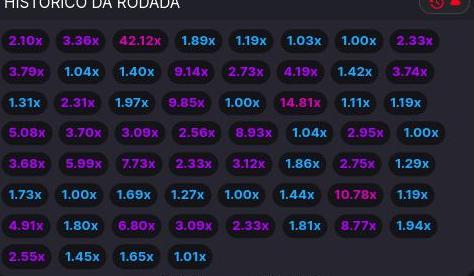 HISTÓRICO DA RODADA
2.10x 3.36x 42.12x 1.89x 1.19x 1.03x 1.00x 2.33x
3.79x 1.04x 1.40x 9.14x 2.73x 4.19x 1.42x 3.74x
1.31x 2.31x 1.97x 9.85x 1.00x 14.81x 1.11x 1.19x
5.08x 3.70x 3.09x 2.56x 8.93x 1.04x 2.95x 1.00x
3.68x 5.99x 7.73x 2.33x 3.12x 1.86x 2.75x 1.29x
1.73x 1.00x 1.69x 1.27x 1.00x 1.44x 10.78x 1.19x
4.91x 1.80x 6.80x 3.09x 2.33x 1.81x 8.77x 1.94x
2.55x 1.45x 1.65x 1.01x